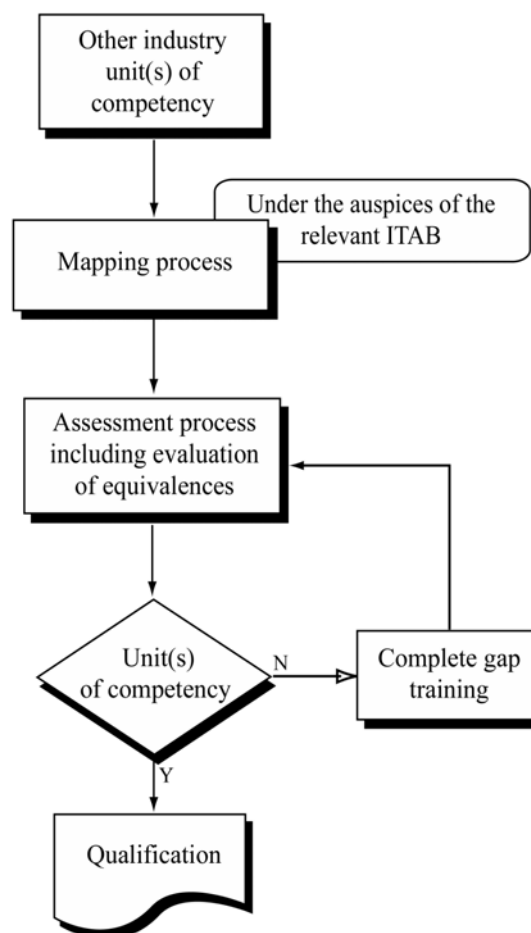 Other industry
unit(s) of
competency
Under the auspices of the
relevant ITAB
Mapping process
Assessment process
including evaluation
of equivalences
Unit(s)
of competency
N
Complete gap
training
Y
Qualification